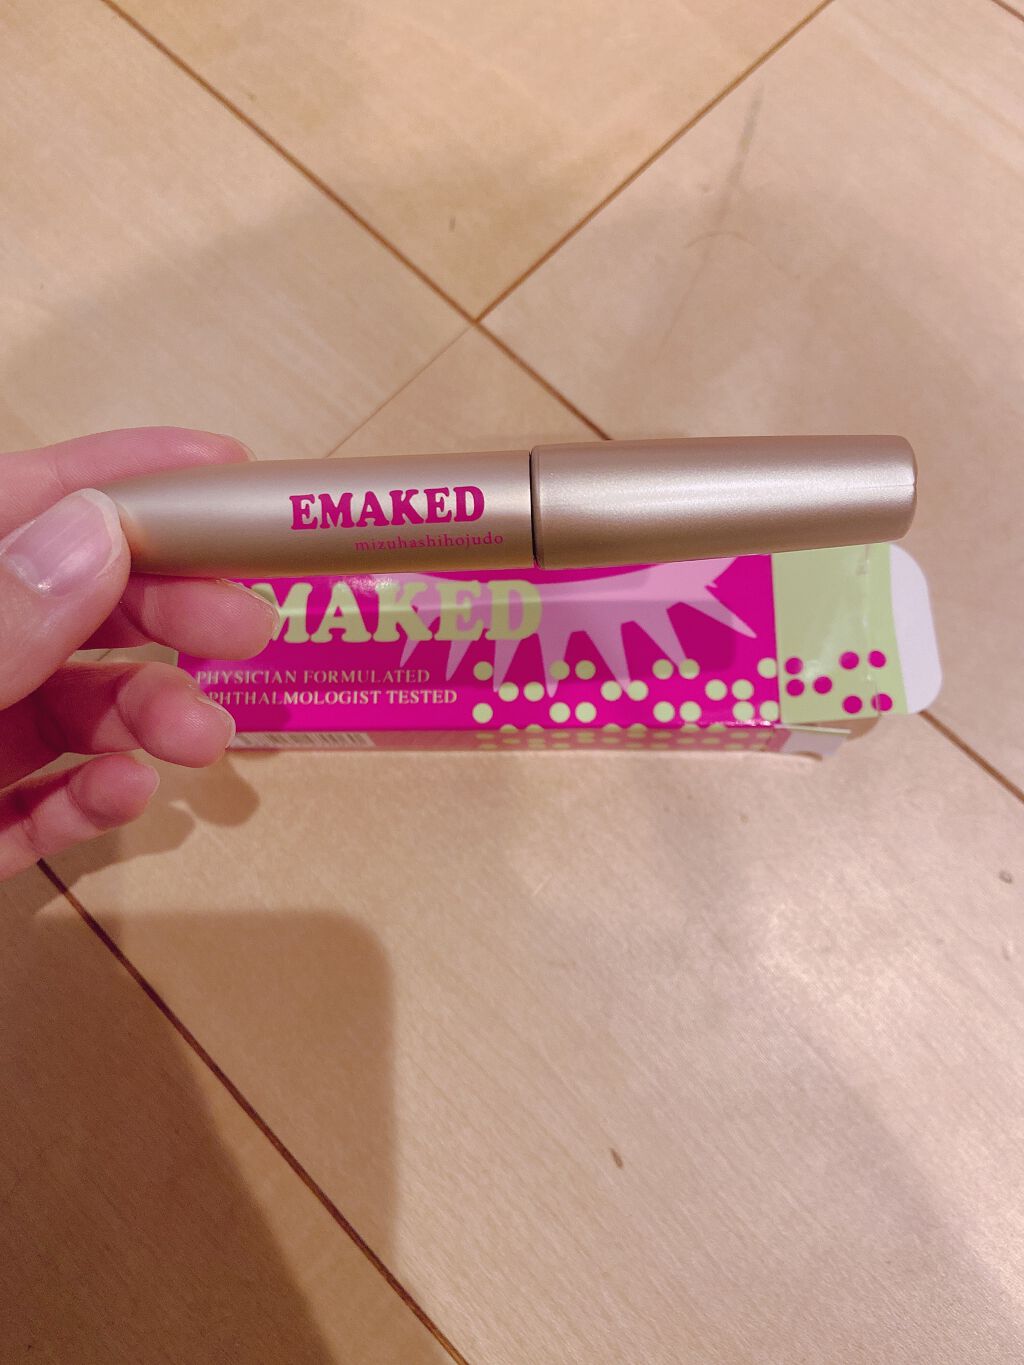 EMAKED
mizuhashihojudo
MAKED
PHYSICIAN FORMULATED
PHTHALMOLOGIST TESTED